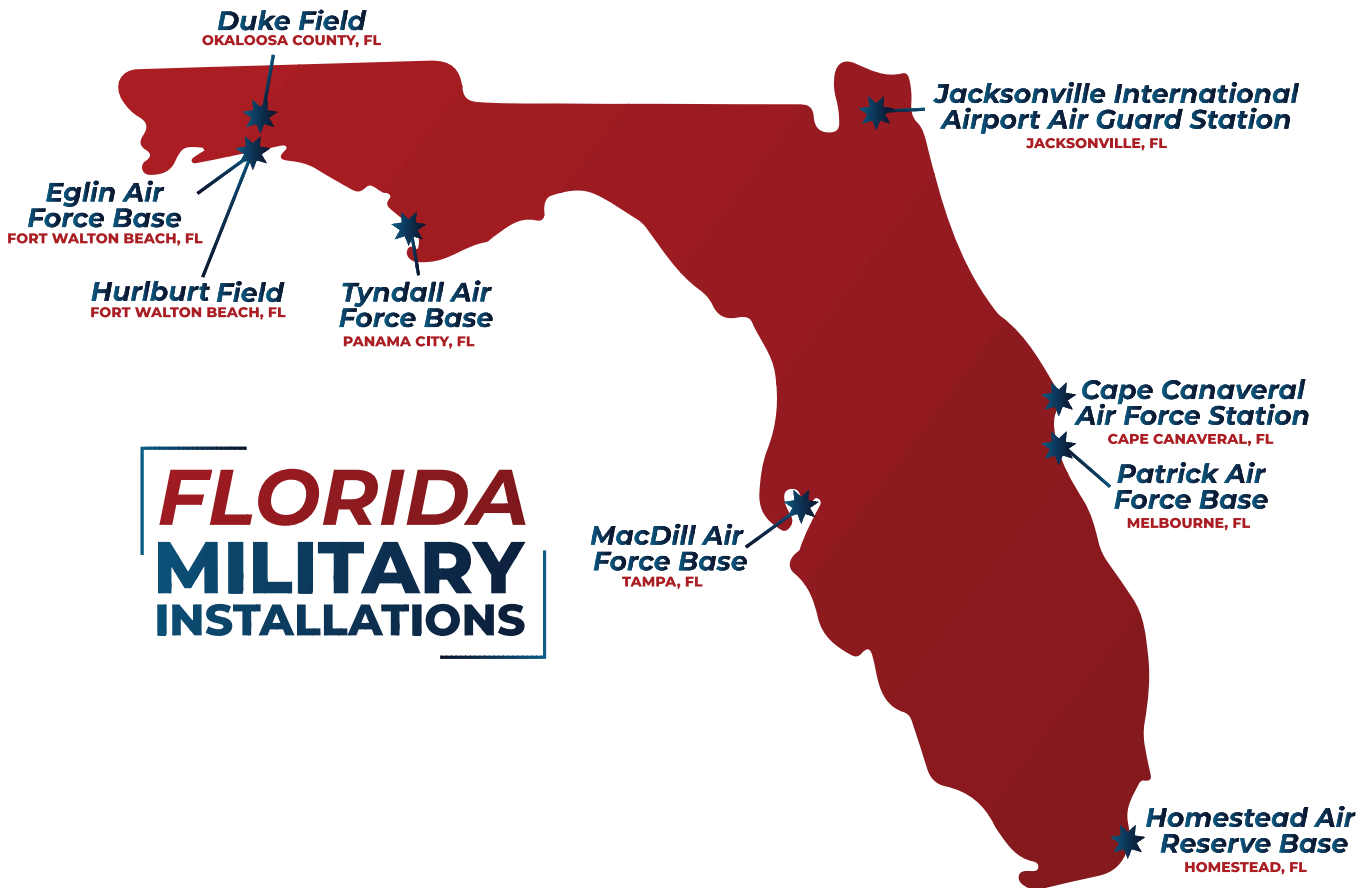 Duke Field
OKALOOSA COUNTY, FL
Jacksonville International
Airport Air Guard Station
JACKSONVILLE, FL
Eglin Air
Force Base
FORT WALTON BEACH, FL
Hurlburt Field
FORT WALTON BEACH, FL
Tyndall Air
Force Base
PANAMA CITY, FL
Cape Canaveral
Air Force Station
CAPE CANAVERAL, FL
Patrick Air
Force Base
MELBOURNE, FL
MacDill Air
Force Base
TAMPA, FL
FLORIDA
MILITARY
INSTALLATIONS
Homestead Air
Reserve Base
HOMESTEAD, FL